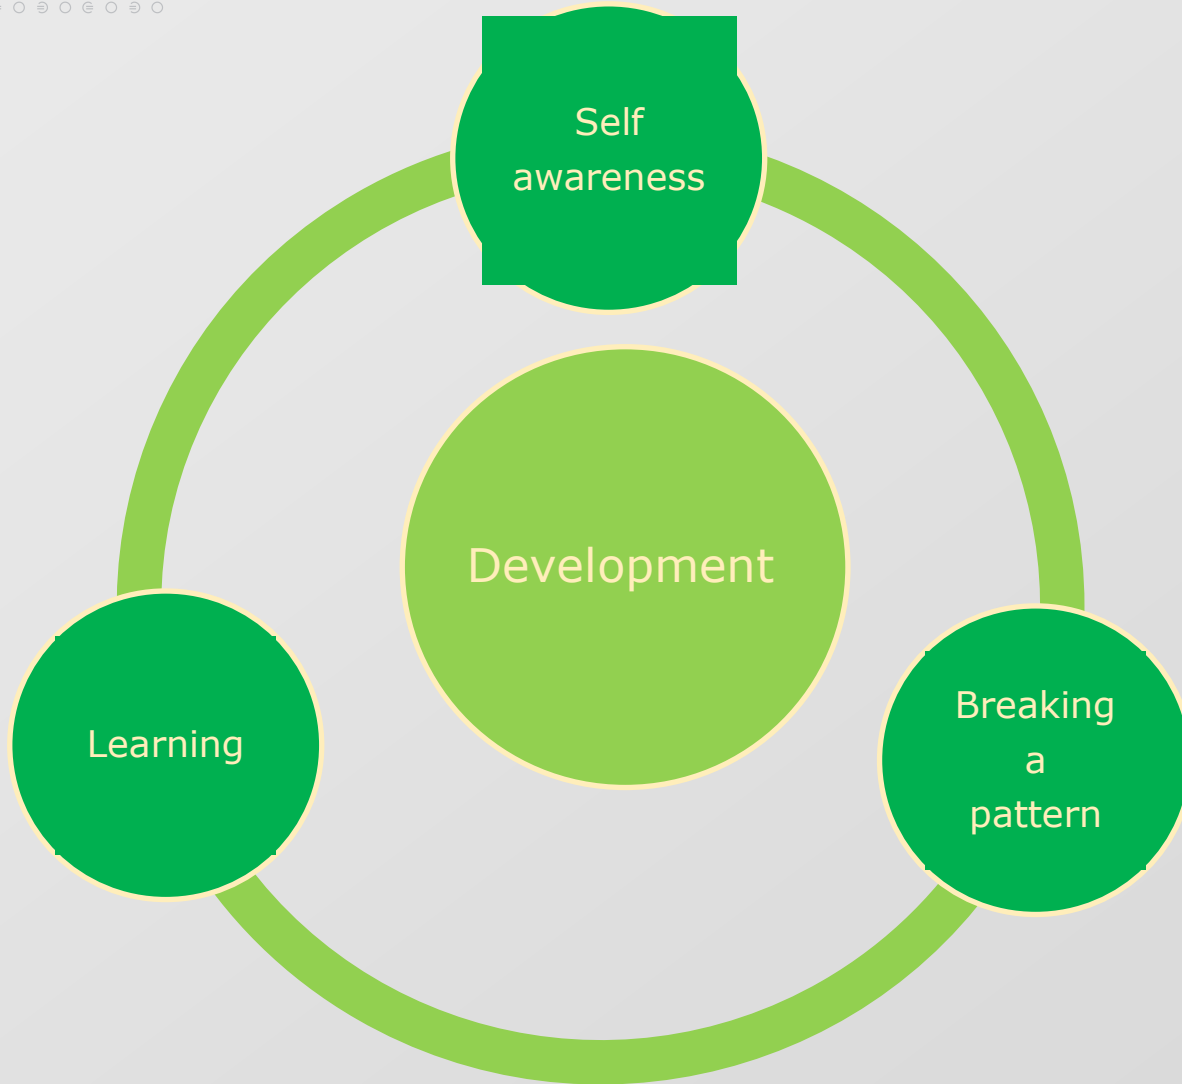 Self
awareness
Development
Learning
Breaking
a
pattern